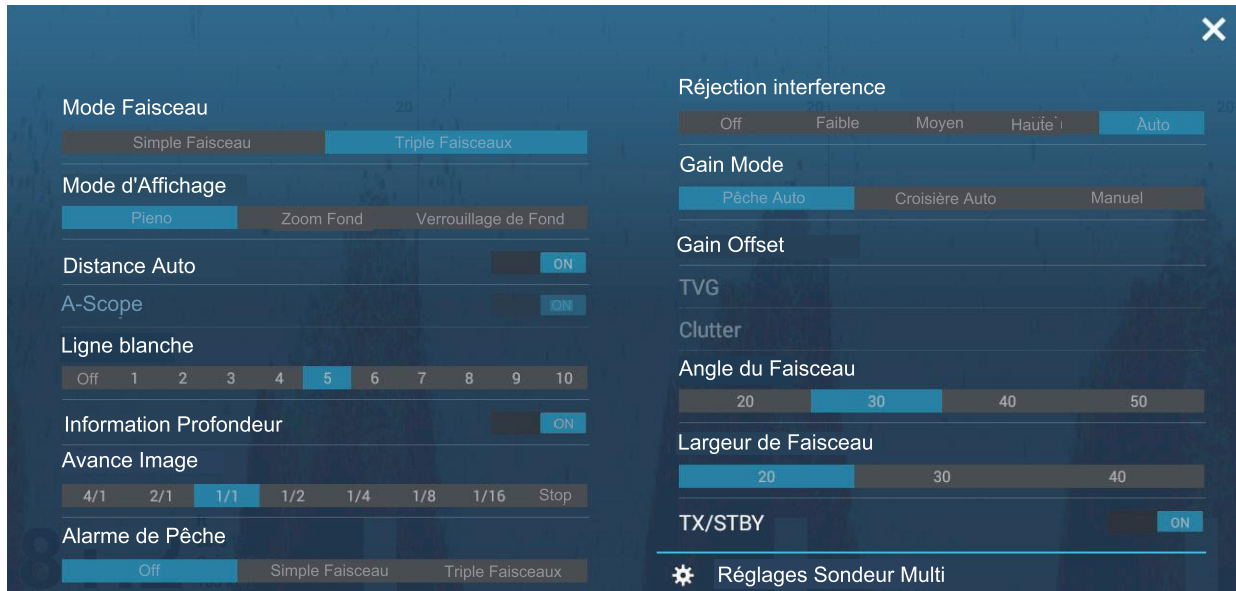 Mode Faisceau
Simple Faisceau Triple Faisceaux
Mode d'Affichage
Pieno Zoom Fond Verrouillage de Fond
Distance Auto ON
A-Scope ON
Ligne blanche
Off 1 2 3 4 5 6 7 8 9 10
Information Profondeur ON
Avance Image
4/1 2/1 1/1 1/2 1/4 1/8 1/16 Stop
Alarme de Pêche
Off Simple Faisceau Triple Faisceaux
Réjection interference
Off Faible Moyen Haute Auto
Gain Mode
Pêche Auto Croisière Auto Manuel
Gain Offset
TVG
Clutter
Angle du Faisceau
20 30 40 50
Largeur de Faisceau
20 30 40
TX/STBY ON
Réglages Sondeur Multi